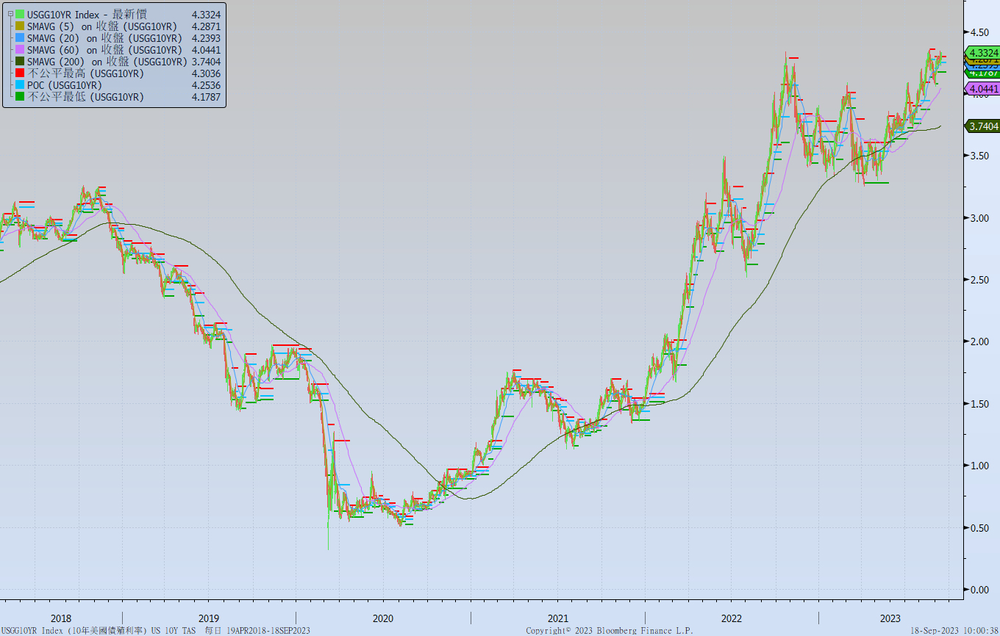 USGG10YR Index - 最新價 4.3324
SMAVG (5) on 收盤 (USGG10YR) 4.2871
SMAVG (20) on 收盤 (USGG10YR) 4.2393
SMAVG (60) on 收盤 (USGG10YR) 4.0441
SMAVG (200) on 收盤 (USGG10YR) 3.7404
不公平最高 (USGG10YR) 4.3036
POC (USGG10YR) 4.2536
不公平最低 (USGG10YR) 4.1787
4.50
4.3324
4.1787
4.0441
3.7404
3.50
3.00
2.50
2.00
1.50
1.00
0.50
0.00
2018 2019 2020 2021 2022 2023
USGG10YR Index (10年美國債殖利率) US 10Y TAS 每日 19APR2018-18SEP2023 Copyright© 2023 Bloomberg Finance L.P. 18-Sep-2023 10:00:38